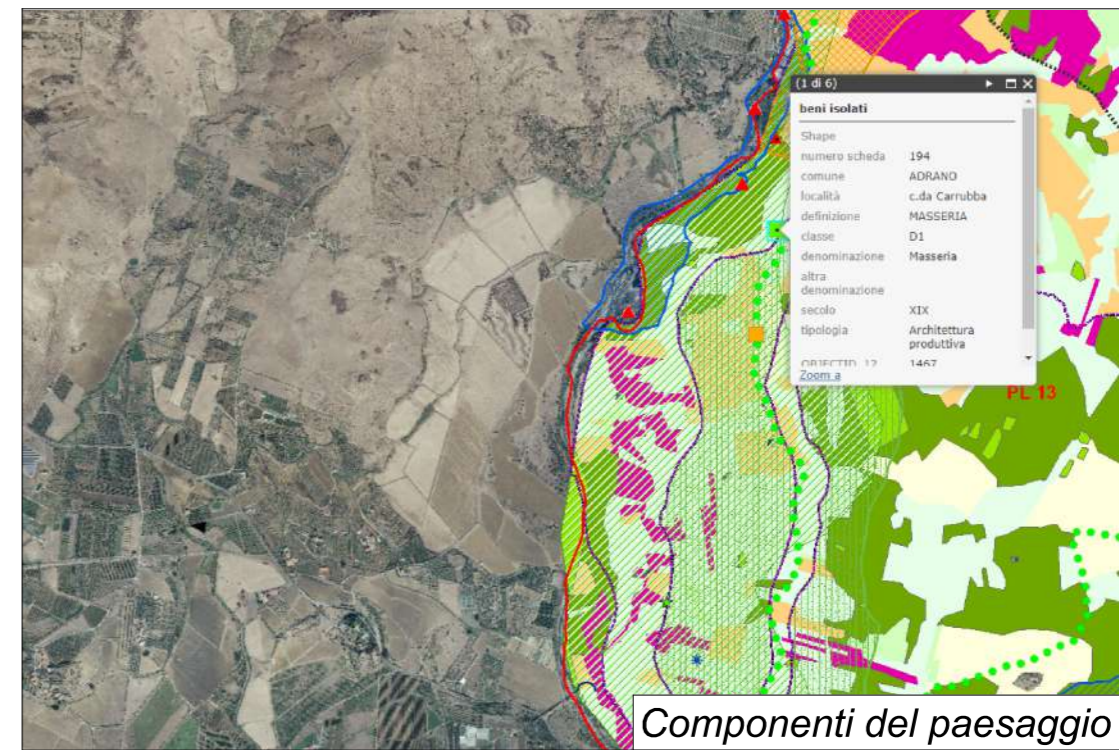 (1 di 6)
beni isolati
Shape
numero scheda 194
comune ADRANO
località c.da Carrubba
definizione MASSERIA
classe D1
denominazione Masseria
altra
denominazione
secolo XIX
tipologia Architettura
produttiva
OBJECTID_12 1467
Zoom a
PL 13
Componenti del paesaggio